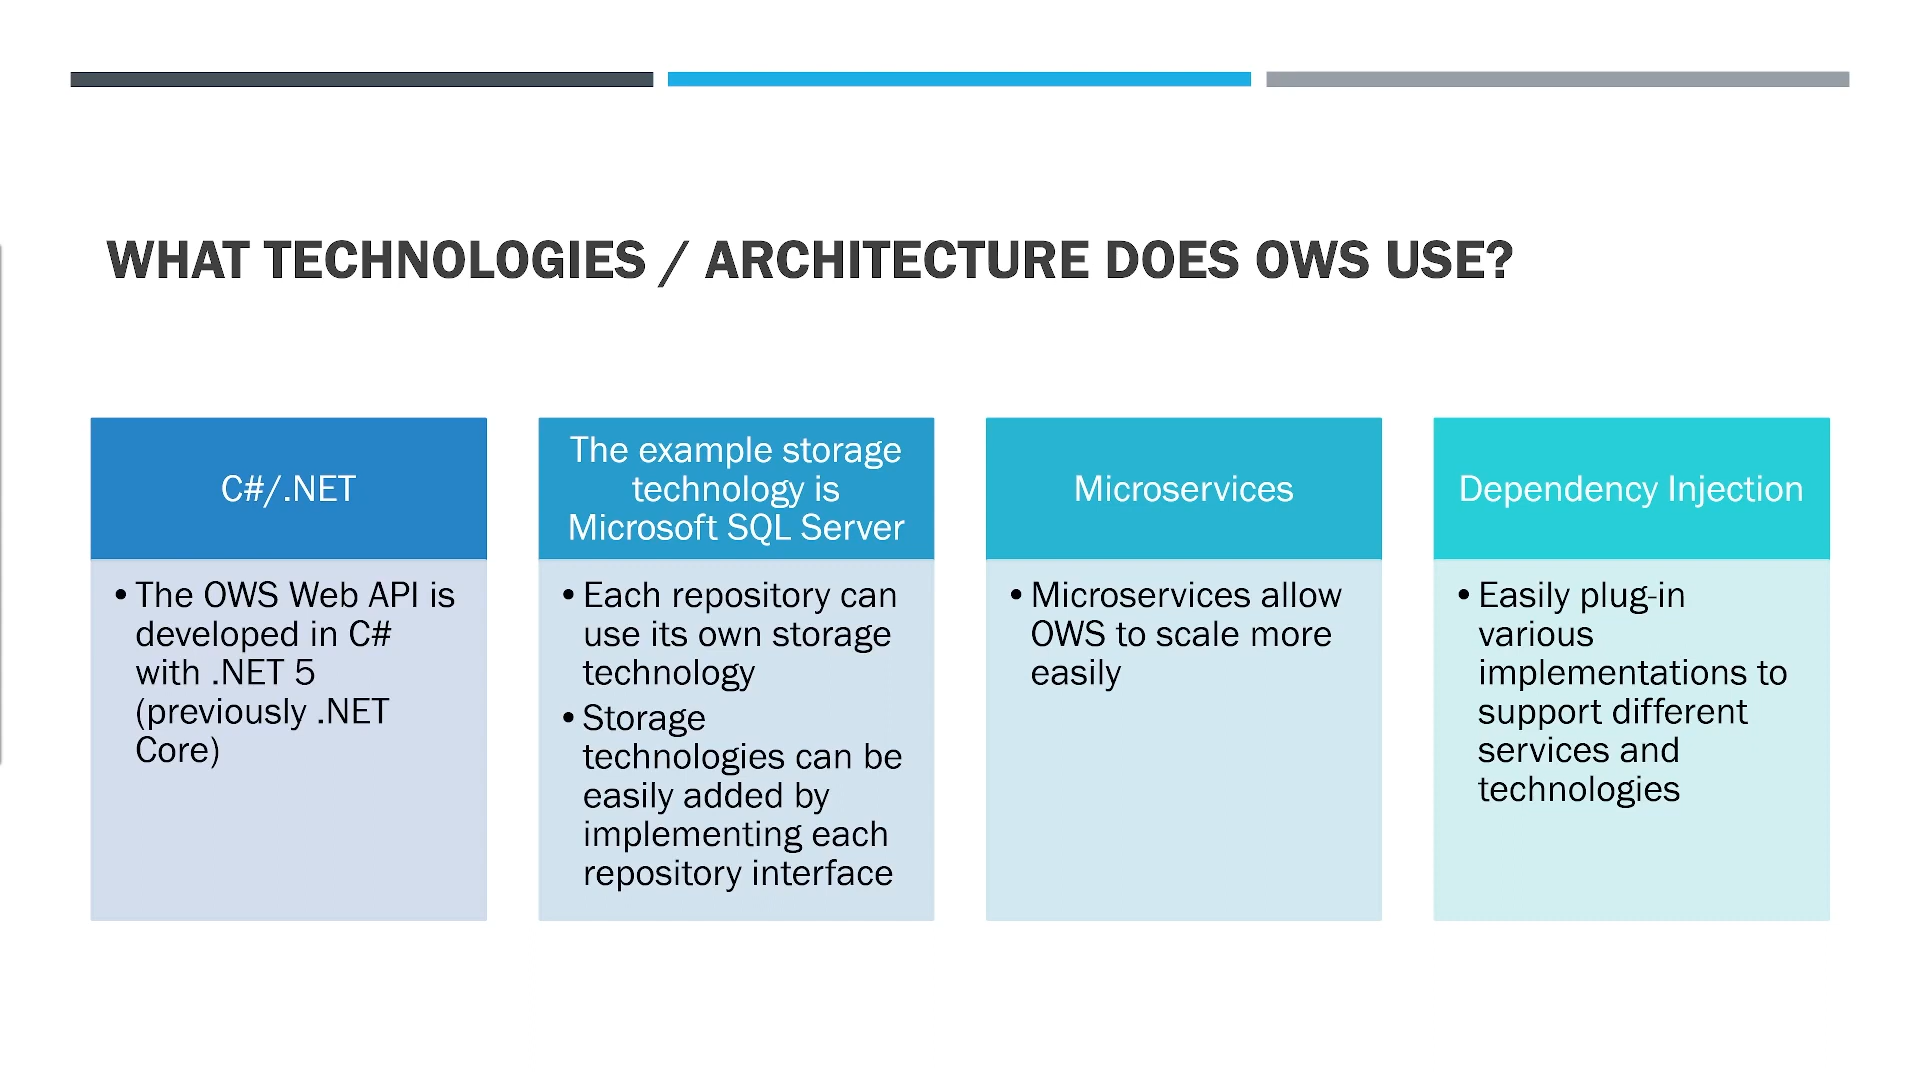 WHAT TECHNOLOGIES / ARCHITECTURE DOES OWS USE?
C#/.NET
• The OWS Web API is
developed in C#
with .NET 5
(previously .NET
Core)
The example storage
technology is
Microsoft SQL Server
• Each repository can
use its own storage
technology
• Storage
technologies can be
easily added by
implementing each
repository interface
Microservices
• Microservices allow
OWS to scale more
easily
Dependency Injection
• Easily plug-in
various
implementations to
support different
services and
technologies